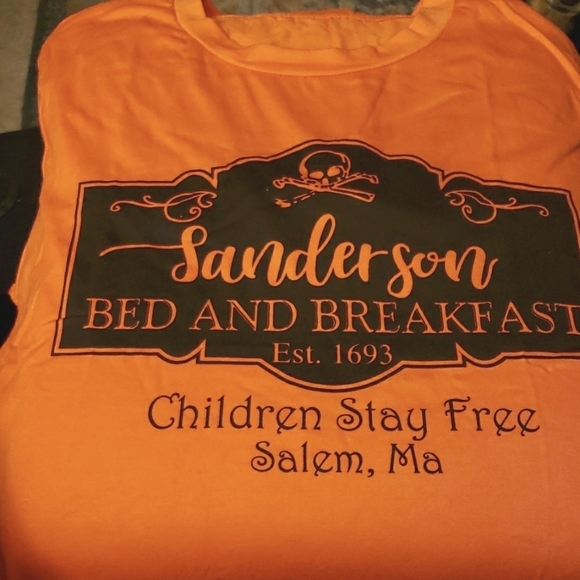 Sanderson
BED AND BREAKFAST
Est. 1693
Children Stay Free
Salem, Ma